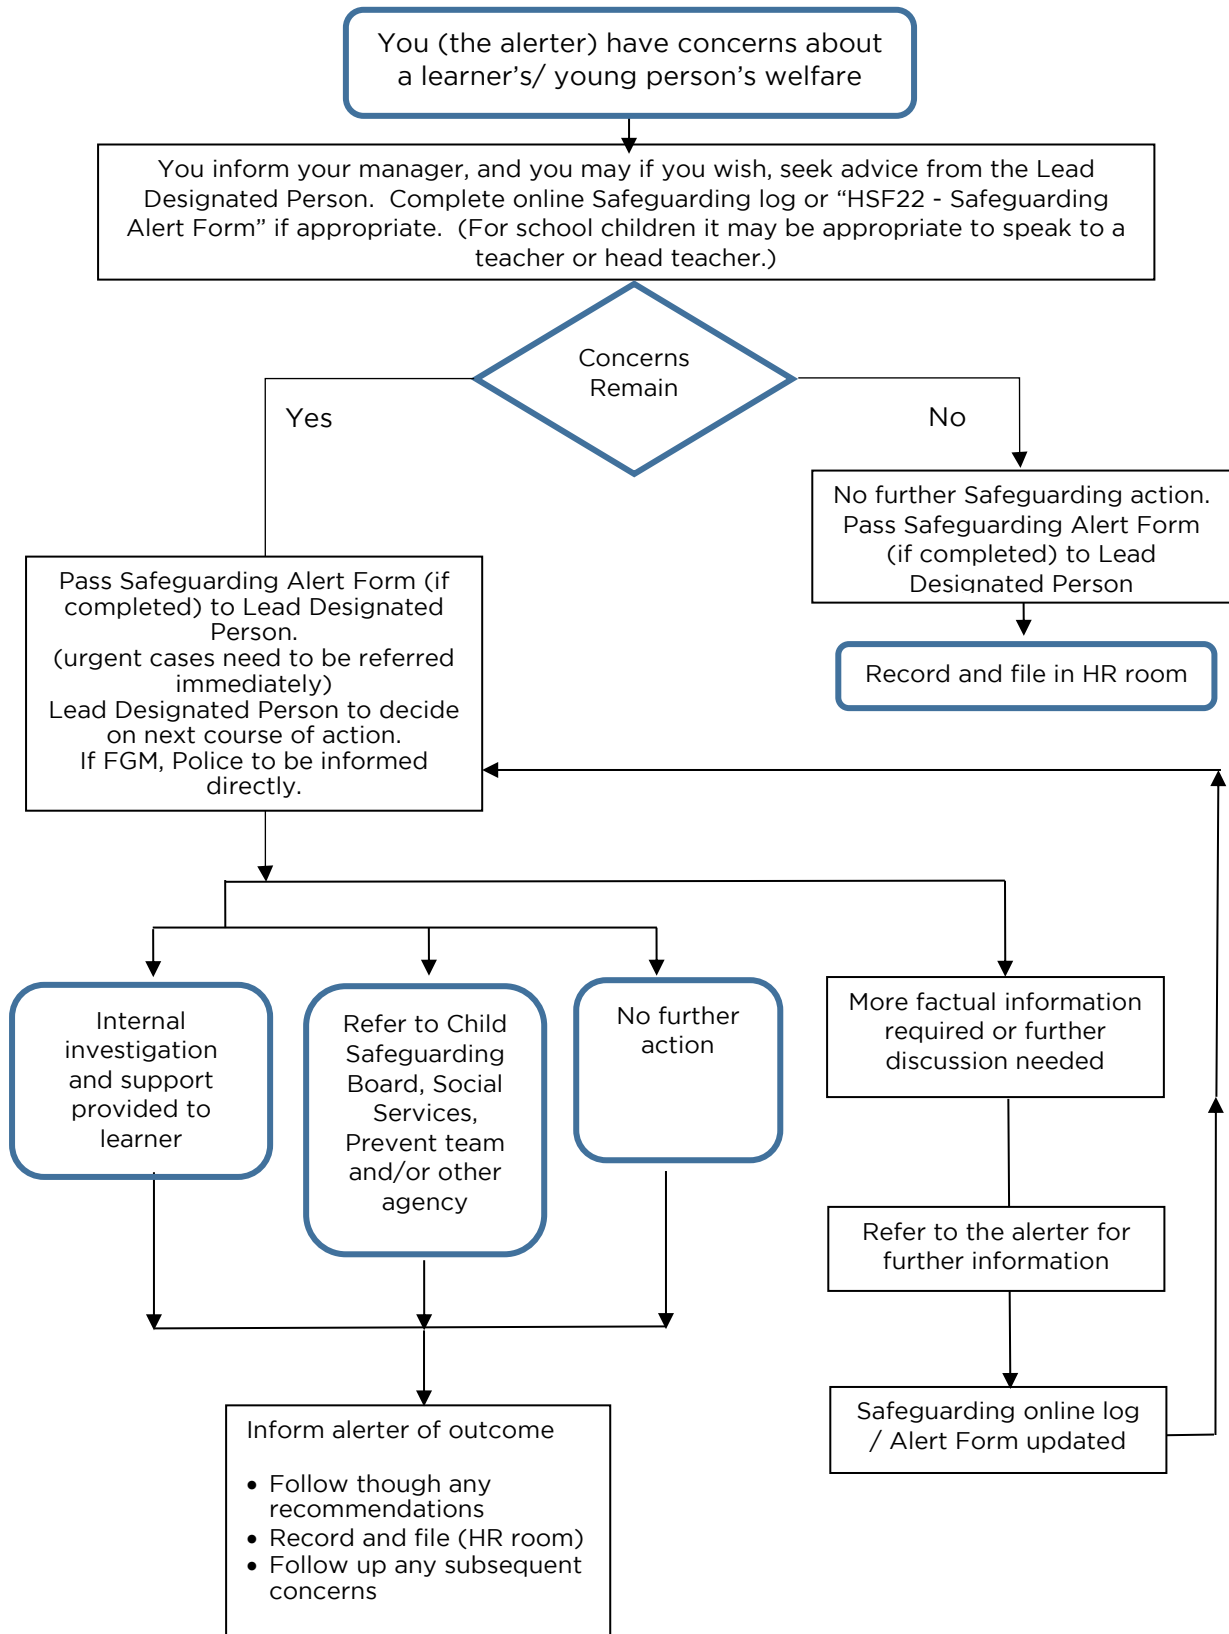 You (the alerter) have concerns about
a learner's/ young person's welfare
You inform your manager, and you may if you wish, seek advice from the Lead
Designated Person.  Complete online Safeguarding log or “HSF22 - Safeguarding
Alert Form” if appropriate.  (For school children it may be appropriate to speak to a
teacher or head teacher.)
Concerns
Remain
Yes
No
No further Safeguarding action.
Pass Safeguarding Alert Form
(if completed) to Lead
Designated Person
Record and file in HR room
Pass Safeguarding Alert Form (if
completed) to Lead Designated
Person.
(urgent cases need to be referred
immediately)
Lead Designated Person to decide
on next course of action.
If FGM, Police to be informed
directly.
Internal
investigation
and support
provided to
learner
Refer to Child
Safeguarding
Board, Social
Services,
Prevent team
and/or other
agency
No further
action
More factual information
required or further
discussion needed
Refer to the alerter for
further information
Safeguarding online log
/ Alert Form updated
Inform alerter of outcome
• Follow though any
recommendations
• Record and file (HR room)
• Follow up any subsequent
concerns